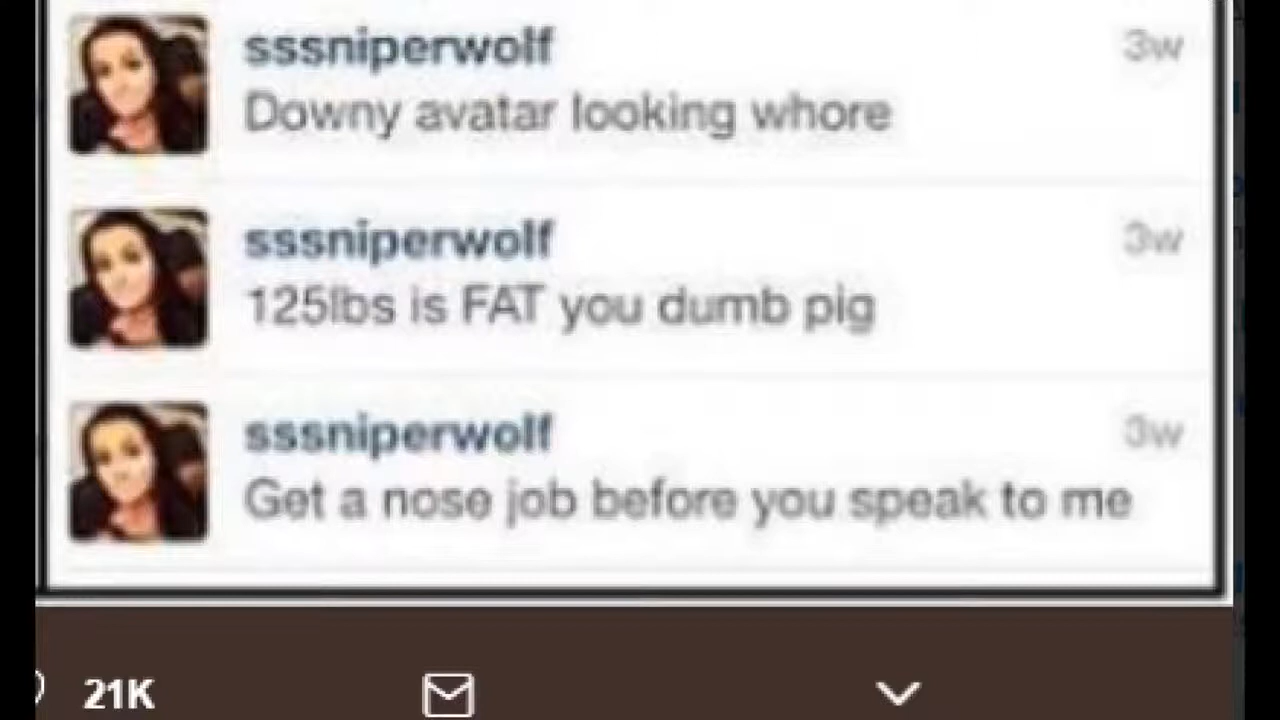 sssniperwolf 3w
Downy avatar looking whore
sssniperwolf 3w
125lbs is FAT you dumb pig
sssniperwolf 3w
Get a nose job before you speak to me
21K